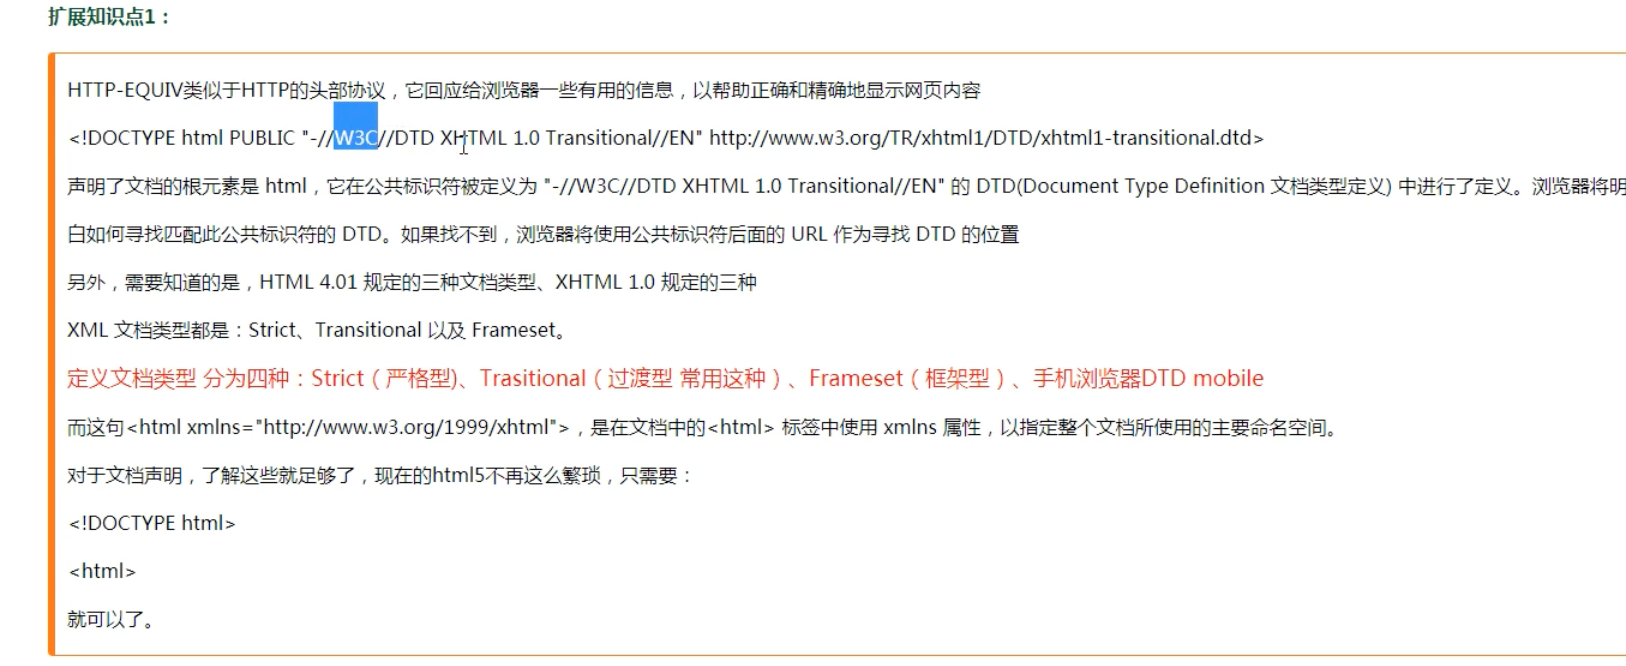 扩展知识点1：
HTTP-EQUIV类似于HTTP的头部协议，它回应给浏览器一些有用的信息，以帮助正确和精确地显示网页内容
<!DOCTYPE html PUBLIC "-//W3C//DTD XHTML 1.0 Transitional//EN" http://www.w3.org/TR/xhtml1/DTD/xhtml1-transitional.dtd>
声明了文档的根元素是 html，它在公共标识符被定义为 "-//W3C//DTD XHTML 1.0 Transitional//EN" 的 DTD(Document Type Definition 文档类型定义) 中进行了定义。浏览器将明
白如何寻找匹配此公共标识符的 DTD。如果找不到，浏览器将使用公共标识符后面的 URL 作为寻找 DTD 的位置
另外，需要知道的是，HTML 4.01 规定的三种文档类型、XHTML 1.0 规定的三种
XML 文档类型都是：Strict、Transitional 以及 Frameset。
定义文档类型 分为四种：Strict（严格型)、Trasitional（过渡型 常用这种）、Frameset（框架型）、手机浏览器DTD mobile
而这句<html xmlns="http://www.w3.org/1999/xhtml">，是在文档中的<html> 标签中使用 xmlns 属性，以指定整个文档所使用的主要命名空间。
对于文档声明，了解这些就足够了，现在的html5不再这么繁琐，只需要：
<!DOCTYPE html>
<html>
就可以了。